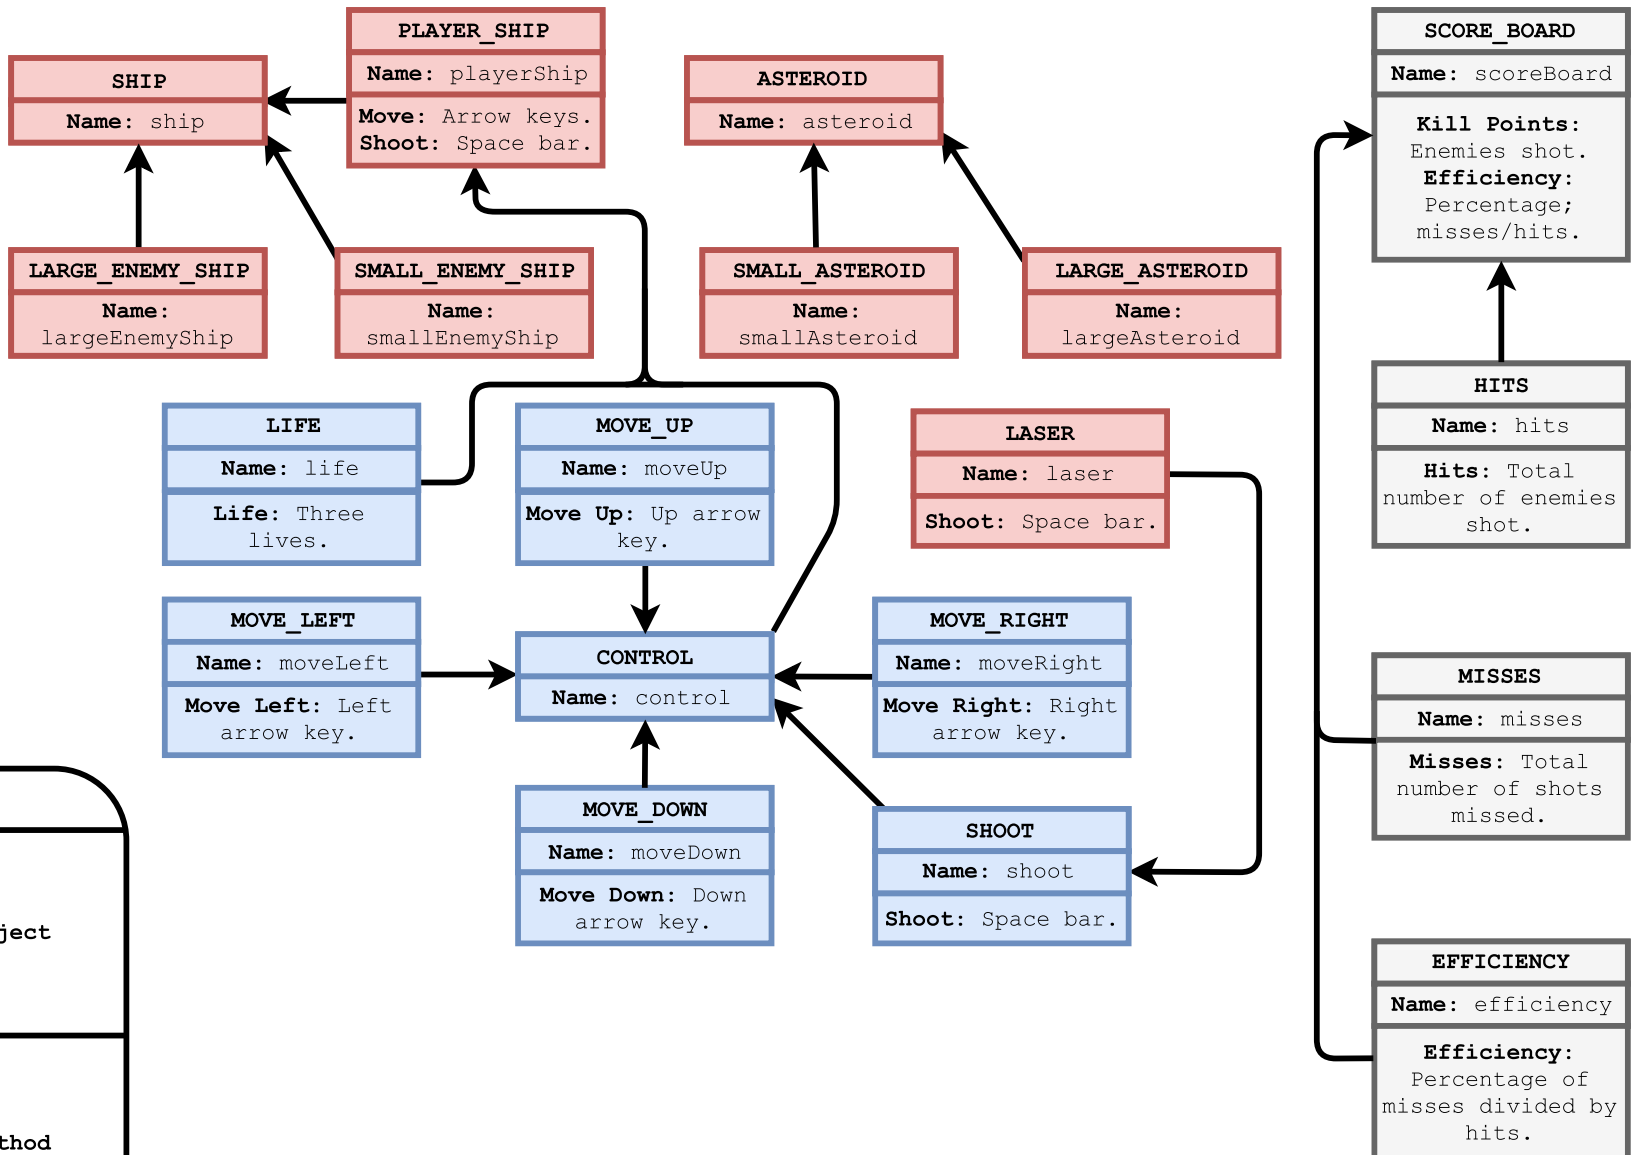 PLAYER_SHIP
Name: playerShip
Move: Arrow keys.
Shoot: Space bar.
SHIP
Name: ship
ASTEROID
Name: asteroid
SCORE_BOARD
Name: scoreBoard
Kill Points:
Enemies shot.
Efficiency:
Percentage;
misses/hits.
LARGE_ENEMY_SHIP
Name:
largeEnemyShip
SMALL_ENEMY_SHIP
Name:
smallEnemyShip
SMALL_ASTEROID
Name:
smallAsteroid
LARGE_ASTEROID
Name:
largeAsteroid
HITS
Name: hits
Hits: Total
number of enemies
shot.
LIFE
Name: life
Life: Three
lives.
MOVE_UP
Name: moveUp
Move Up: Up arrow
key.
LASER
Name: laser
Shoot: Space bar.
MOVE_LEFT
Name: moveLeft
Move Left: Left
arrow key.
CONTROL
Name: control
MOVE_RIGHT
Name: moveRight
Move Right: Right
arrow key.
MISSES
Name: misses
Misses: Total
number of shots
missed.
MOVE_DOWN
Name: moveDown
Move Down: Down
arrow key.
SHOOT
Name: shoot
Shoot: Space bar.
EFFICIENCY
Name: efficiency
Efficiency:
Percentage of
misses divided by
hits.
ject
thod